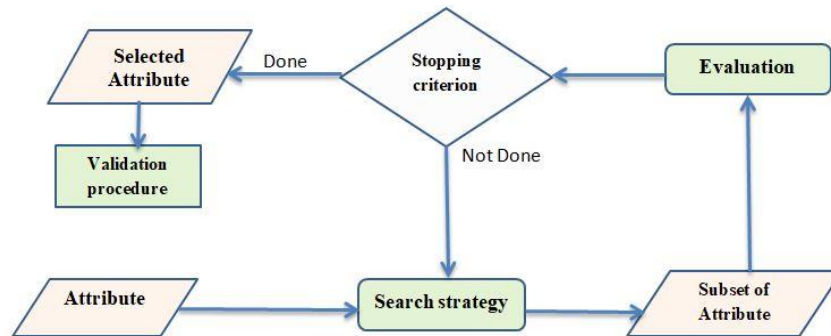 Selected
Attribute
Done
Stopping
criterion
Evaluation
Not Done
Validation
procedure
Attribute
Search strategy
Subset of
Attribute